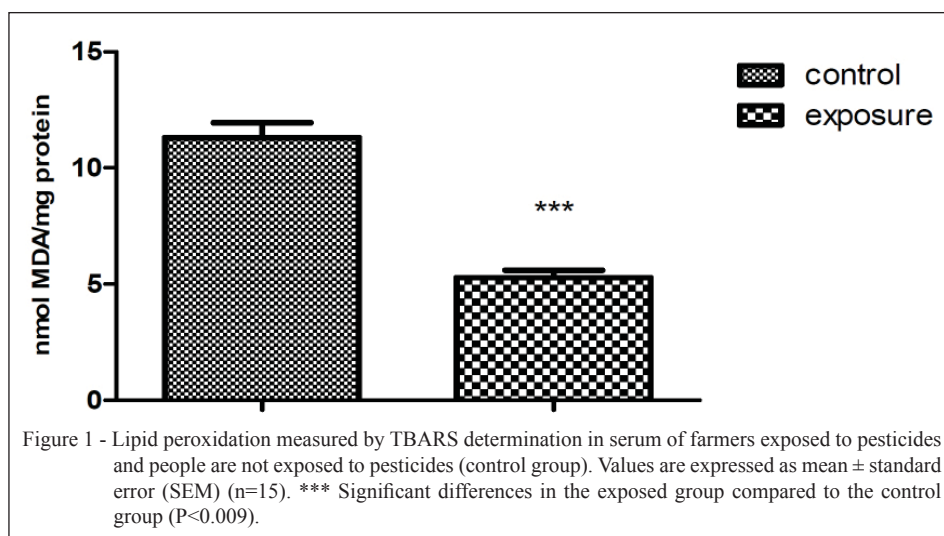 15
10
5
0
nmol MDA/mg protein
control
exposure
***
Figure 1 - Lipid peroxidation measured by TBARS determination in serum of farmers exposed to pesticides
and people are not exposed to pesticides (control group). Values are expressed as mean ± standard
error (SEM) (n=15). *** Significant differences in the exposed group compared to the control
group (P<0.009).